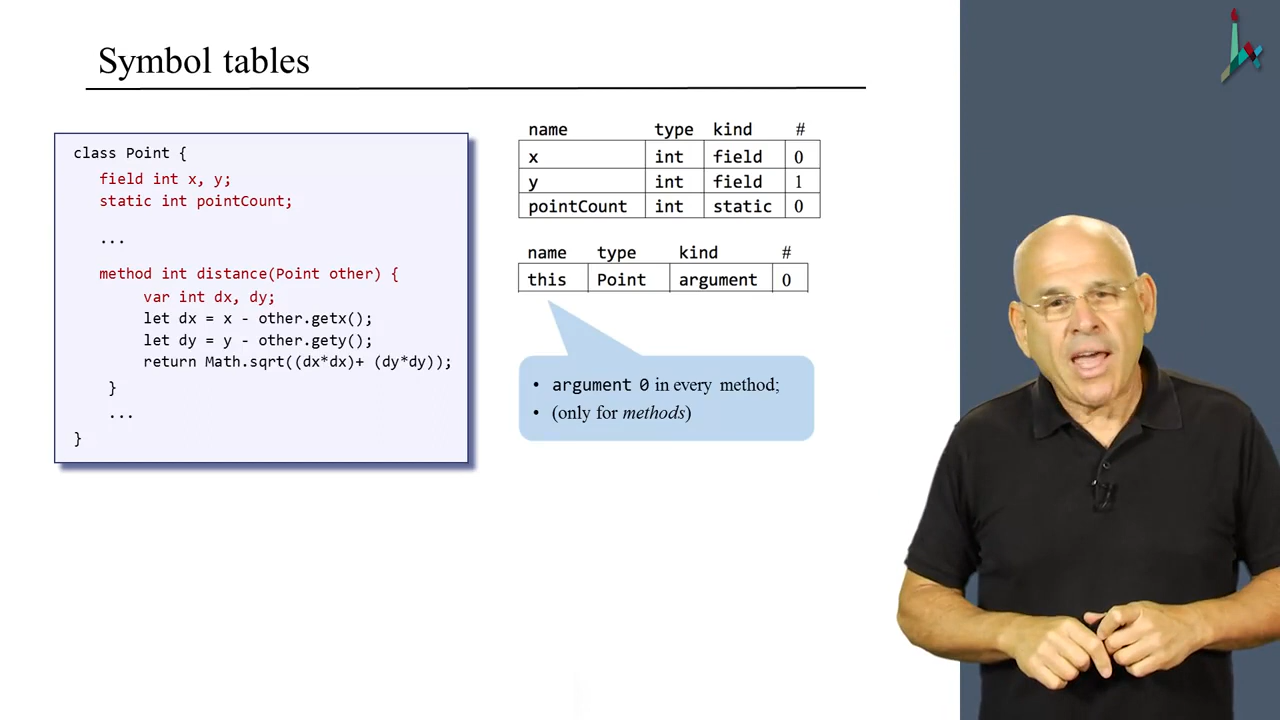 Symbol tables
class Point {
field int x, y;
static int pointCount;
...
method int distance(Point other) {
var int dx, dy;
let dx = x - other.getx();
let dy = y - other.gety();
return Math.sqrt((dx*dx)+ (dy*dy));
}
...
}
name type kind #
x int field 0
y int field 1
pointCount int static 0
name type kind #
this Point argument 0
• argument 0 in every method;
• (only for methods)